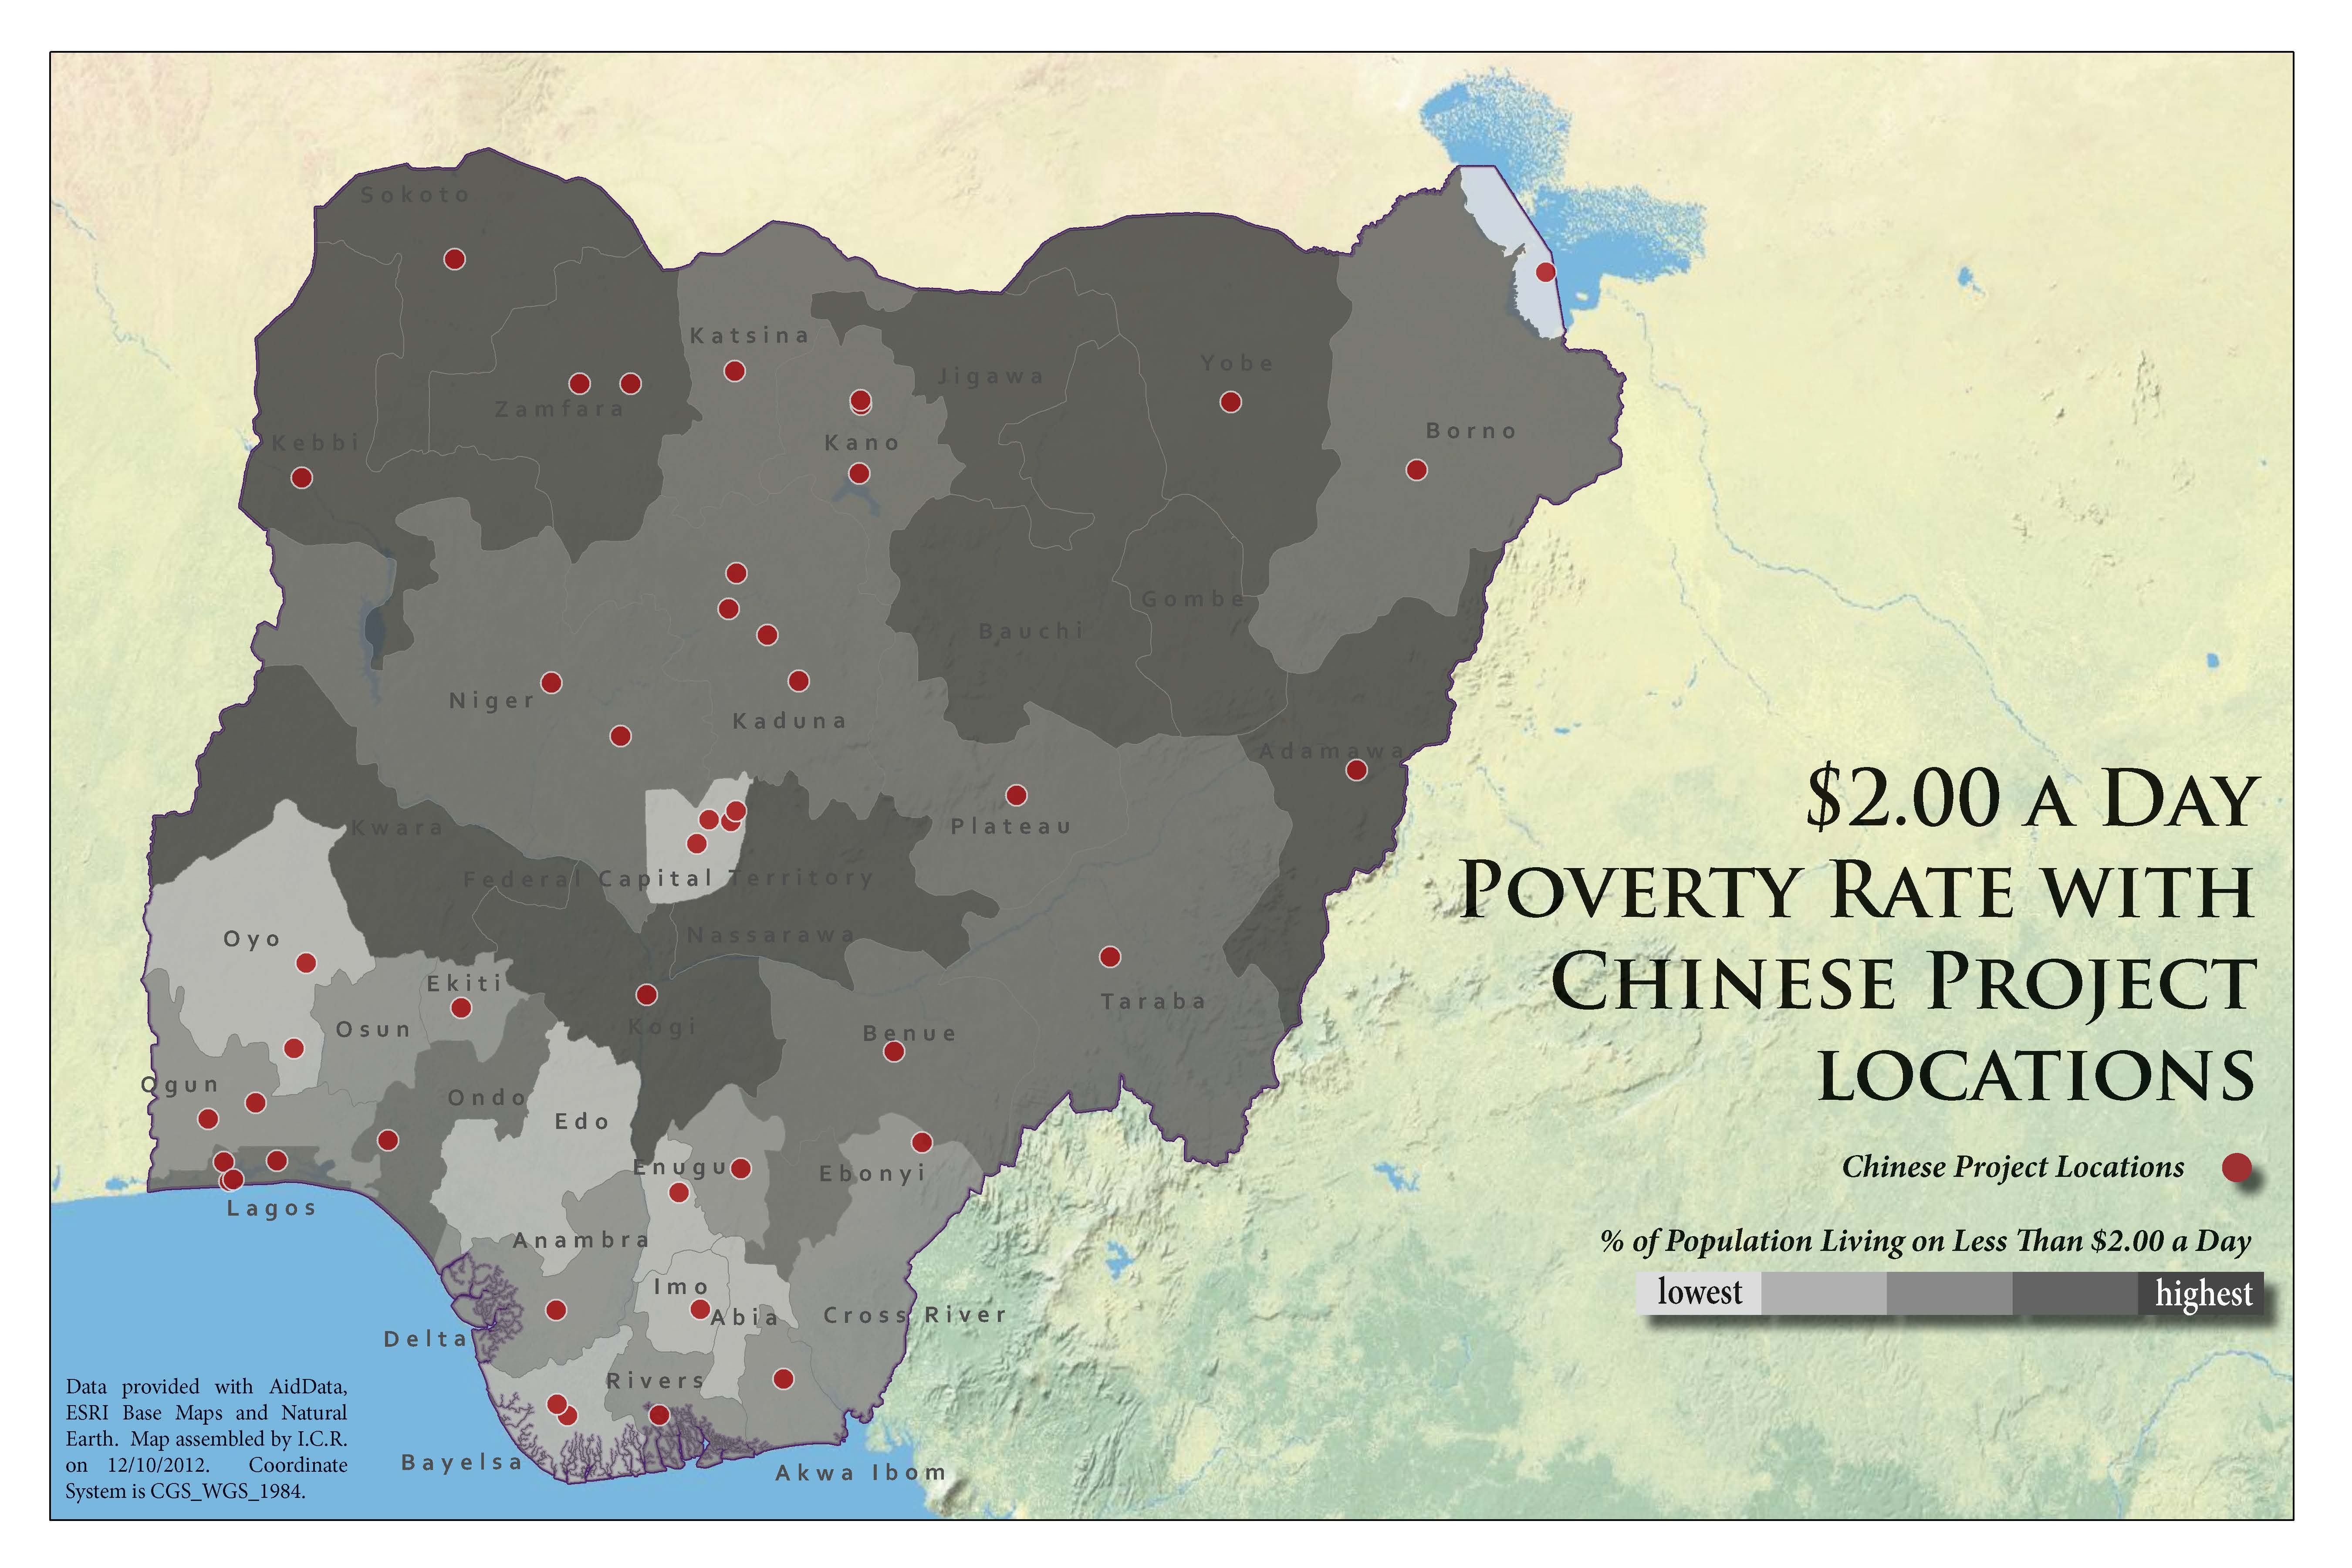 Sokoto
Katsina
Yobe
Jigawa
Zamfara
Borno
Kebbi
Kano
Gombe
Bauchi
Niger
Kaduna
Adamawa
Plateau
Kwara
Federal Capital Territory
Nassarawa
Oyo
Ekiti
Taraba
Kogi
Osun
Benue
Ogun
Ondo
Edo
Enugu
Ebonyi
Lagos
Anambra
Imo
Abia
Cross River
Delta
Rivers
Bayelsa
Akwa Ibom
$2.00 a Day
Poverty Rate with
Chinese Project
locations
Chinese Project Locations
% of Population Living on Less Than $2.00 a Day
lowest
highest
Data provided with AidData,
ESRI Base Maps and Natural
Earth. Map assembled by I.C.R.
on 12/10/2012. Coordinate
System is CGS_WGS_1984.